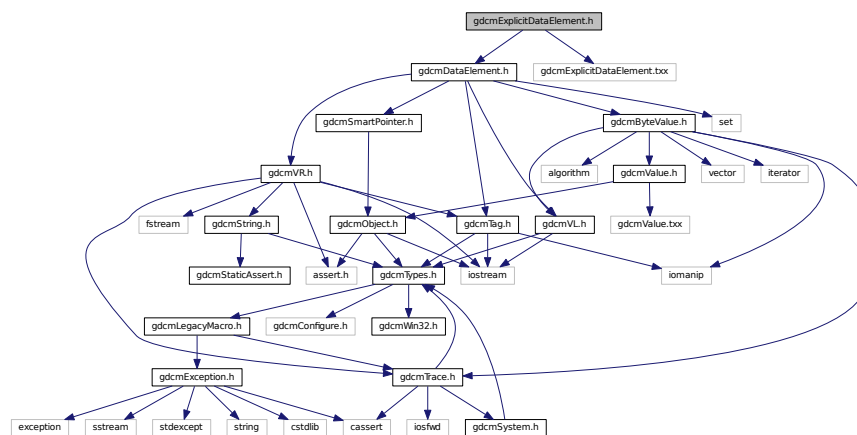 gdcmExplicitDataElement.h
gdcmDataElement.h
gdcmExplicitDataElement.txx
gdcmSmartPointer.h
gdcmByteValue.h
set
gdcmVR.h
algorithm
gdcmValue.h
vector
iterator
fstream
gdcmString.h
gdcmObject.h
gdcmTag.h
gdcmVL.h
gdcmValue.txx
gdcmStaticAssert.h
assert.h
gdcmTypes.h
iostream
iomanip
gdcmLegacyMacro.h
gdcmConfigure.h
gdcmWin32.h
gdcmException.h
gdcmTrace.h
exception
sstream
stdexcept
string
cstdlib
cassert
iosfwd
gdcmSystem.h